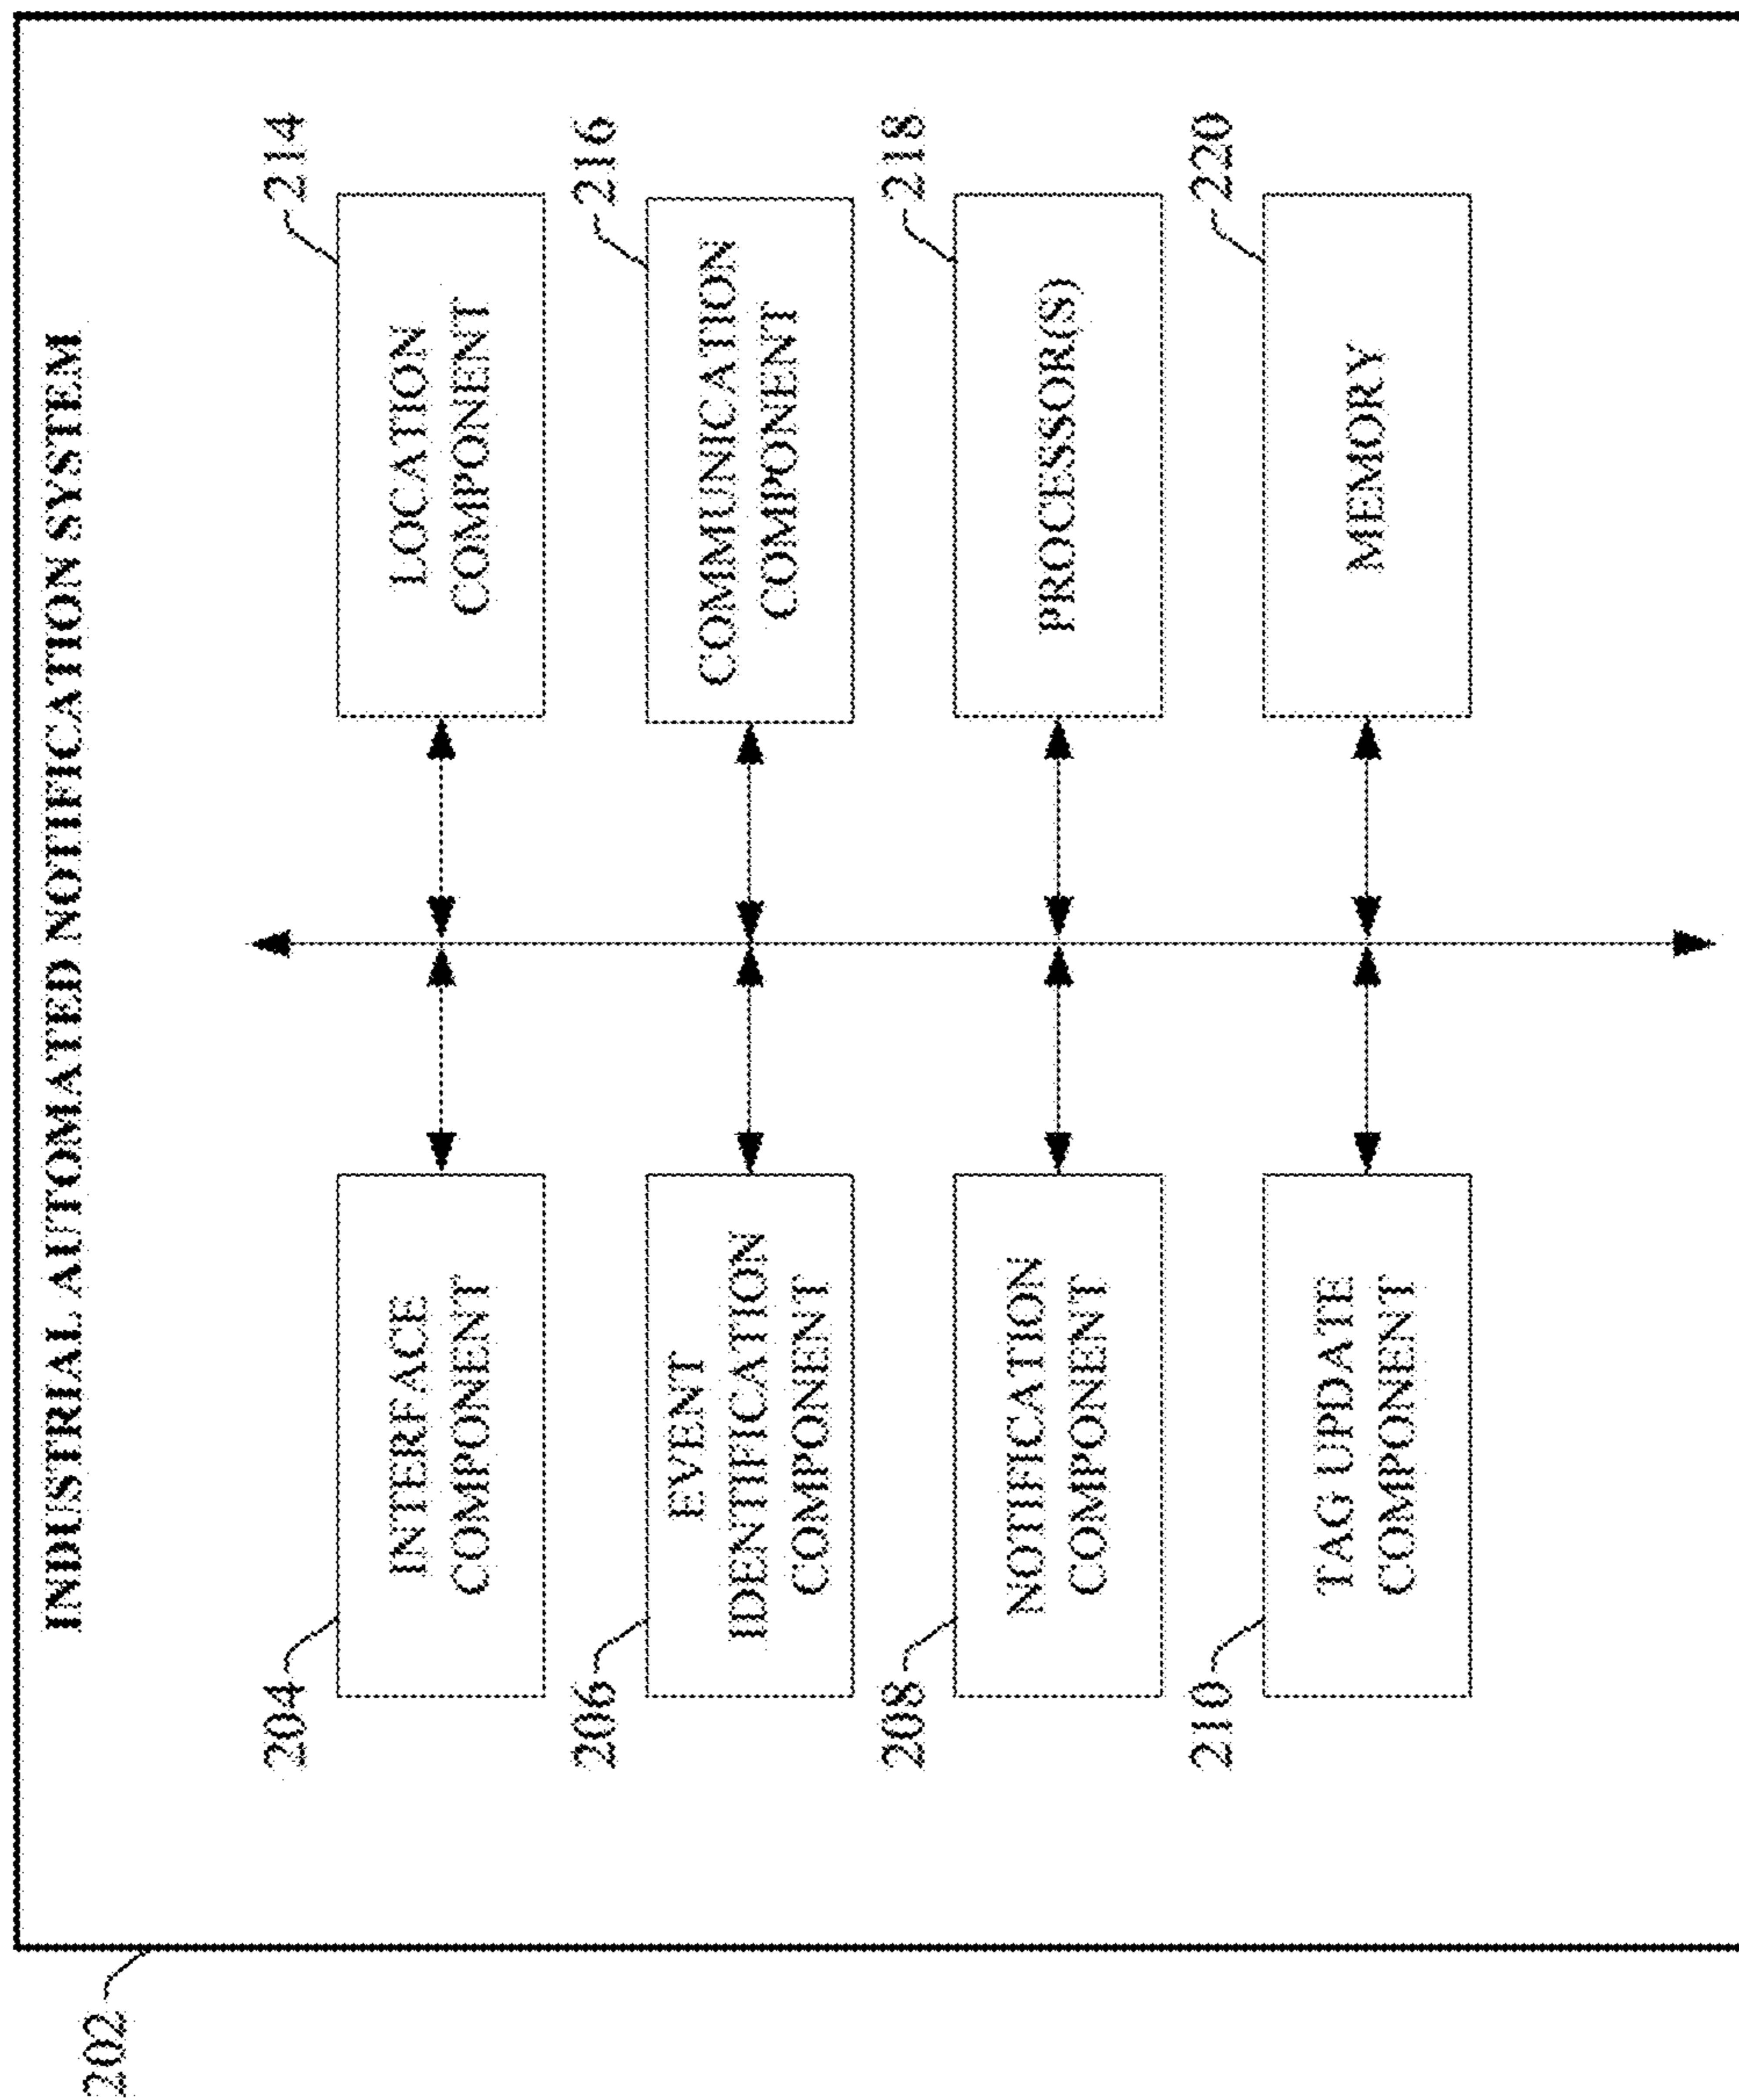 202
INDUSTRIAL AUTOMATED NOTIFICATION SYSTEM
204
INTERFACE
COMPONENT
206
EVENT
IDENTIFICATION
COMPONENT
208
NOTIFICATION
COMPONENT
210
TAG UPDATE
COMPONENT
214
LOCATION
COMPONENT
216
COMMUNICATION
COMPONENT
218
PROCESSOR(S)
220
MEMORY